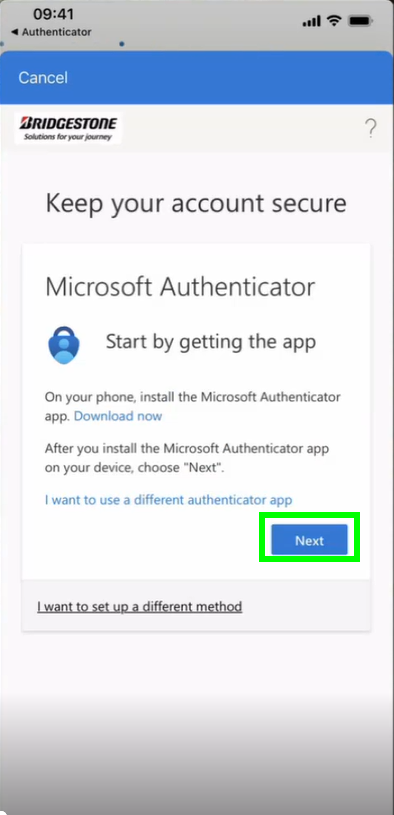 09:41
Authenticator
Cancel
BRIDGESTONE
Solutions for your journey
?
Keep your account secure
Microsoft Authenticator
Start by getting the app
On your phone, install the Microsoft Authenticator
app. Download now
After you install the Microsoft Authenticator app
on your device, choose "Next".
I want to use a different authenticator app
Next
I want to set up a different method